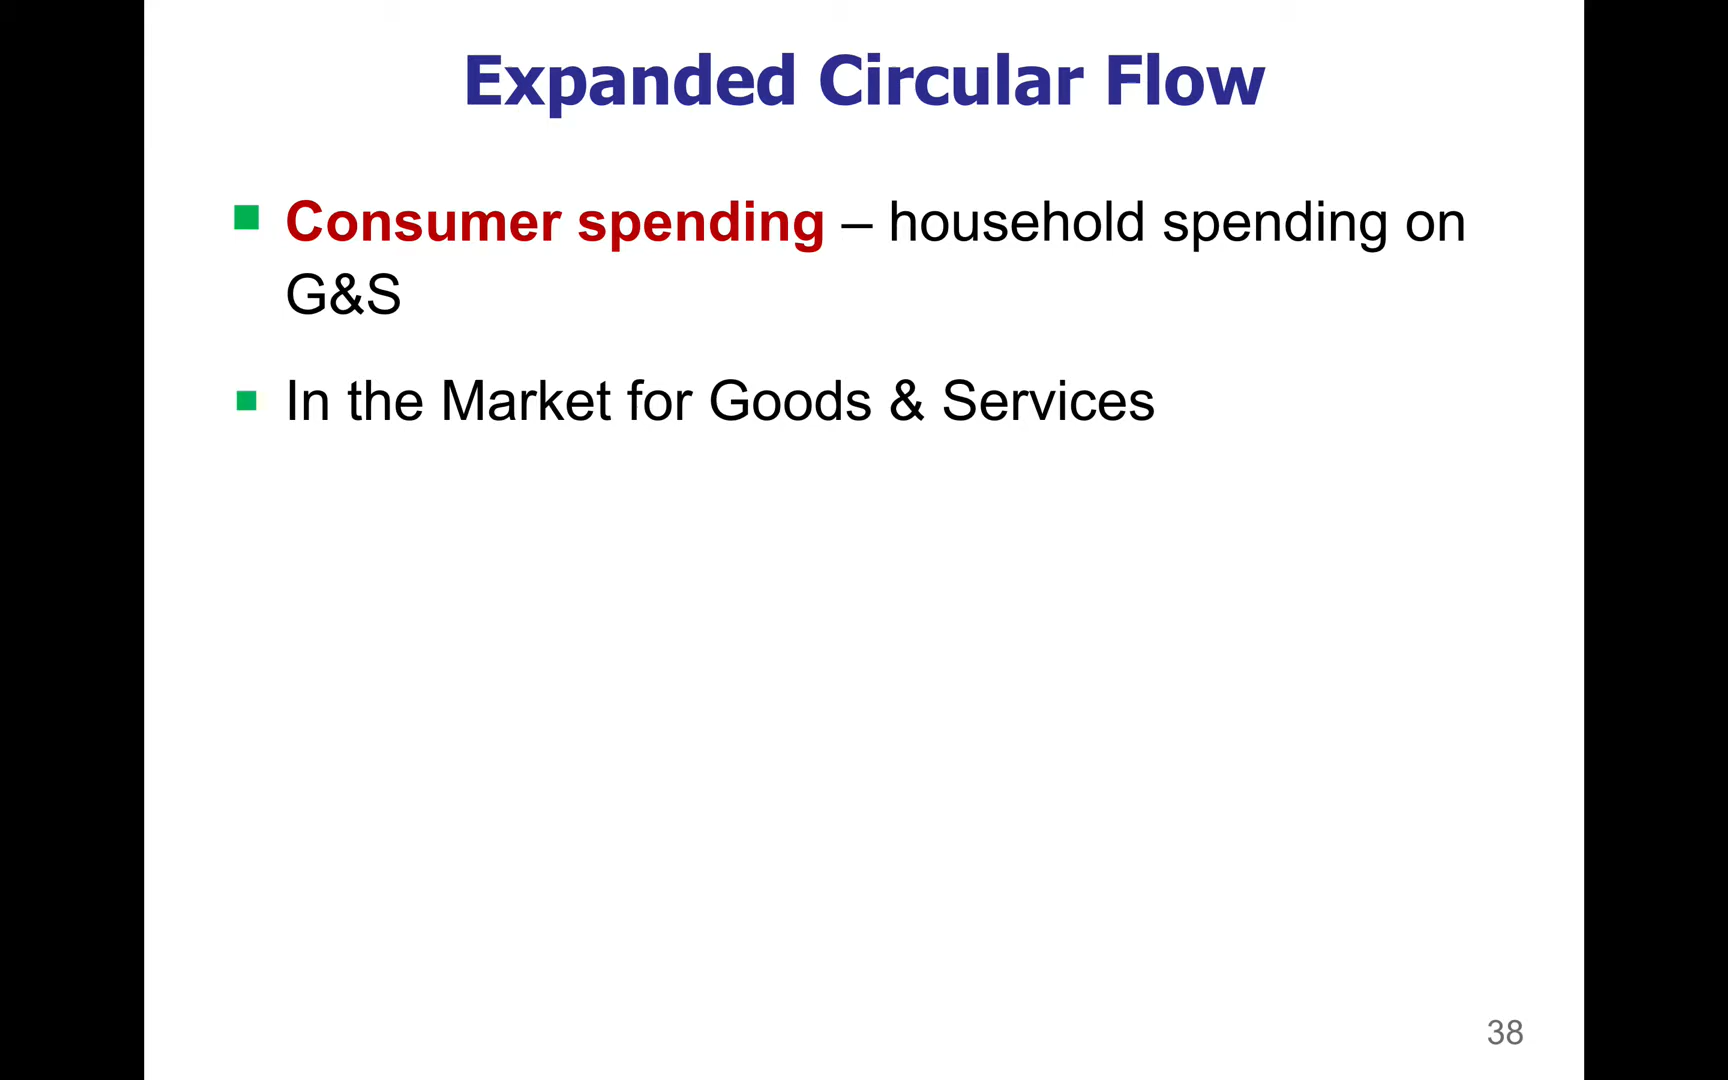 Expanded Circular Flow
Consumer spending – household spending on
G&S
In the Market for Goods & Services
38